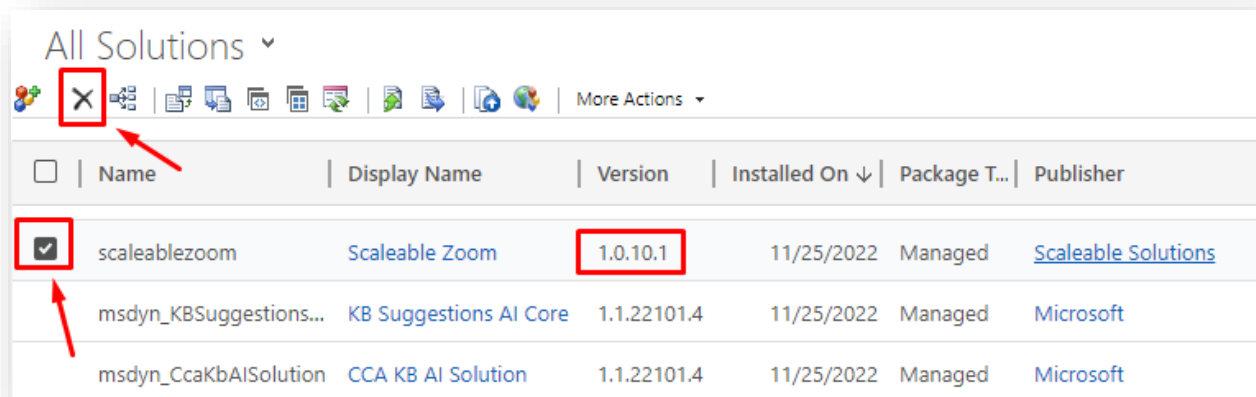 All Solutions
More Actions
Name Display Name Version Installed On ↓ Package T... Publisher
scaleablezoom Scaleable Zoom 1.0.10.1 11/25/2022 Managed Scaleable Solutions
msdyn_KBSuggestions... KB Suggestions AI Core 1.1.22101.4 11/25/2022 Managed Microsoft
msdyn_CcaKbAISolution CCA KB AI Solution 1.1.22101.4 11/25/2022 Managed Microsoft